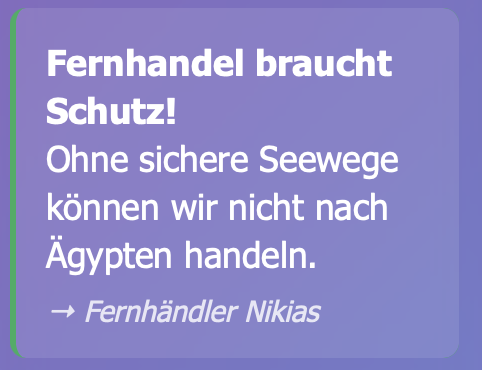 Fernhandel braucht
Schutz!
Ohne sichere Seewege
können wir nicht nach
Ägypten handeln.
→ Fernhändler Nikias